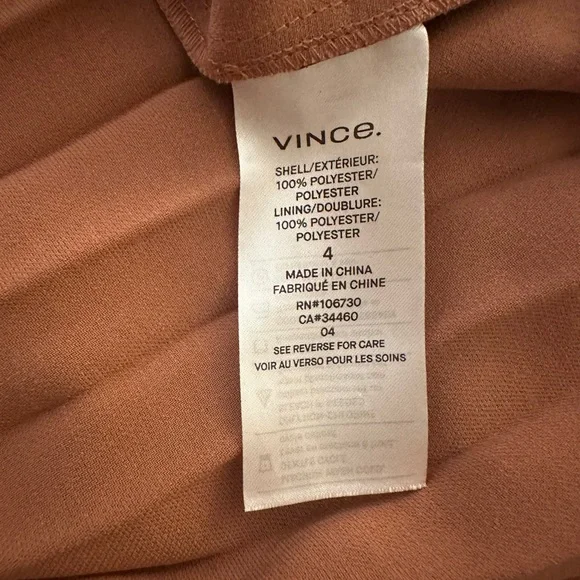 VINCE.
SHELL/EXTÉRIEUR:
100% POLYESTER/
POLYESTER
LINING/DOUBLURE:
100% POLYESTER/
POLYESTER
4
MADE IN CHINA
FABRIQUÉ EN CHINE
RN#106730
CA#34460
04
SEE REVERSE FOR CARE
VOIR AU VERSO POUR LES SOINS